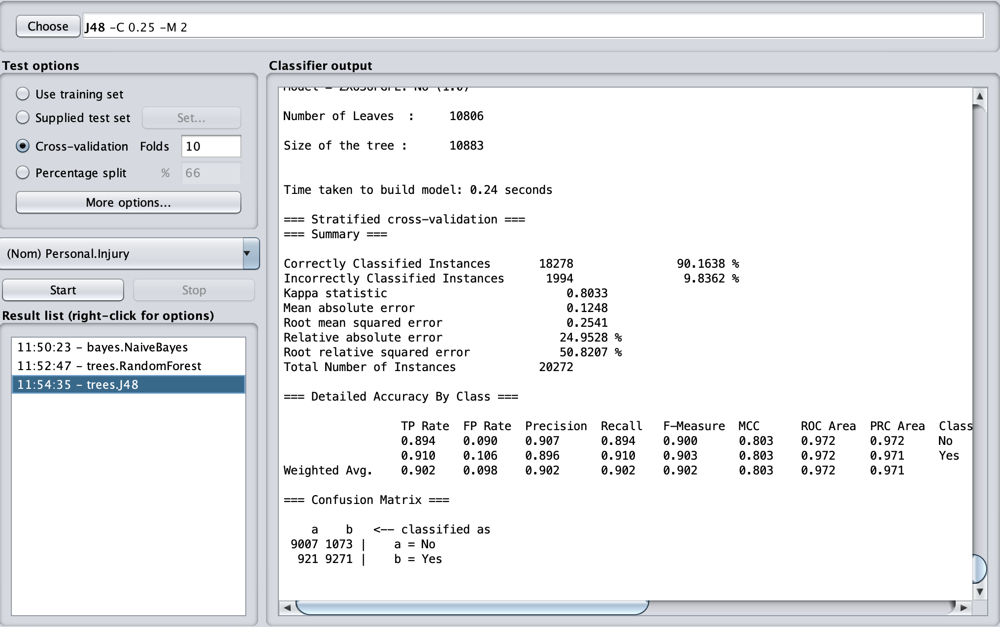 Choose J48 -C 0.25 -M 2
Test options
Use training set
Supplied test set Set...
Cross-validation Folds 10
Percentage split % 66
More options...
(Nom) Personal.Injury
Start Stop
Result list (right-click for options)
11:50:23 - bayes.NaiveBayes
11:52:47 - trees.RandomForest
11:54:35 - trees.J48
Classifier output
Number of Leaves : 10806
Size of the tree : 10883
Time taken to build model: 0.24 seconds
=== Stratified cross-validation ===
=== Summary ===
Correctly Classified Instances 18278 90.1638 %
Incorrectly Classified Instances 1994 9.8362 %
Kappa statistic 0.8033
Mean absolute error 0.1248
Root mean squared error 0.2541
Relative absolute error 24.9528 %
Root relative squared error 50.8207 %
Total Number of Instances 20272
=== Detailed Accuracy By Class ===
TP Rate FP Rate Precision Recall F-Measure MCC ROC Area PRC Area Class
0.894 0.090 0.907 0.894 0.900 0.803 0.972 0.972 No
0.910 0.106 0.896 0.910 0.903 0.803 0.972 0.971 Yes
Weighted Avg. 0.902 0.098 0.902 0.902 0.902 0.803 0.972 0.971
=== Confusion Matrix ===
a b <-- classified as
9007 1073 | a = No
921 9271 | b = Yes